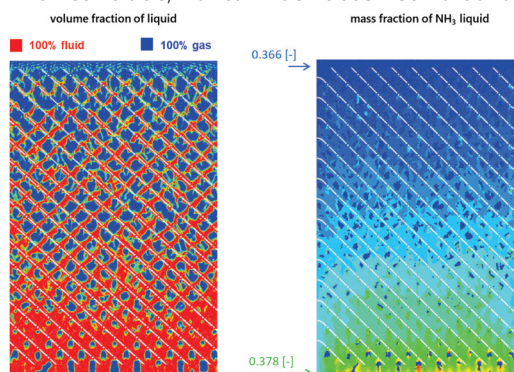 volume fraction of liquid
mass fraction of NH₃ liquid
100% fluid
100% gas
0.366 [-]
0.378 [-]